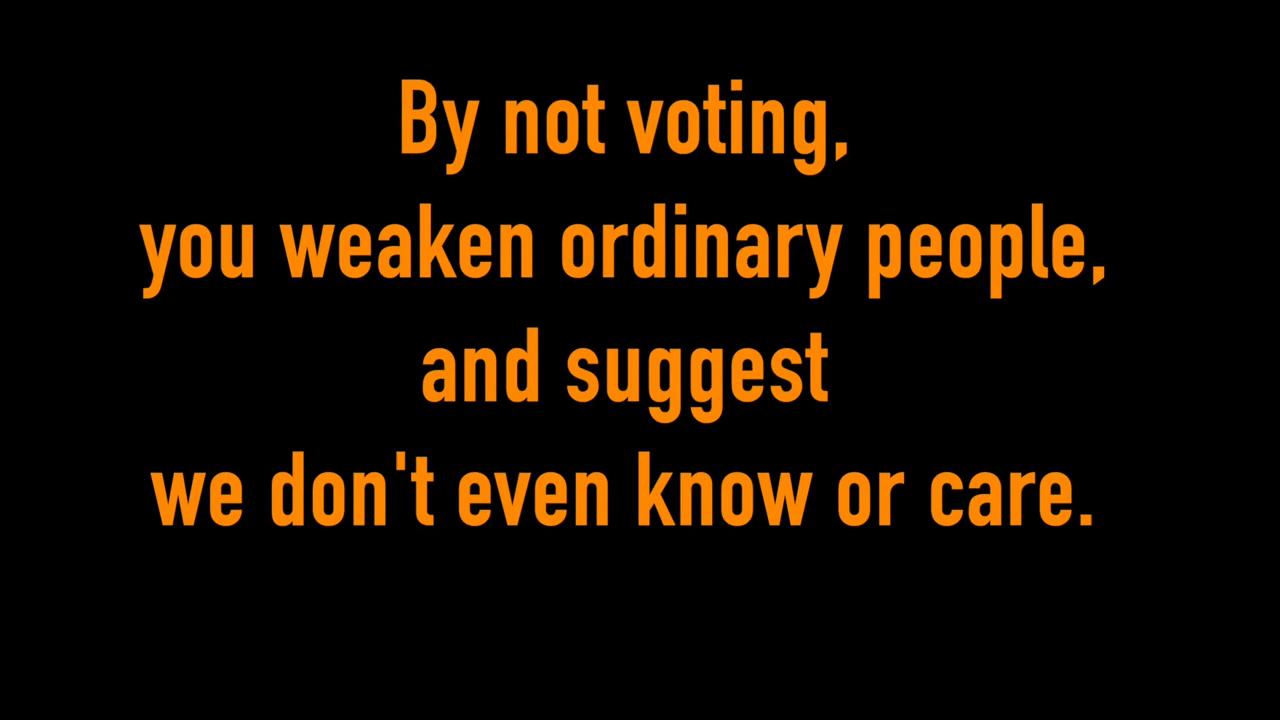 By not voting,
you weaken ordinary people,
and suggest
we don't even know or care.